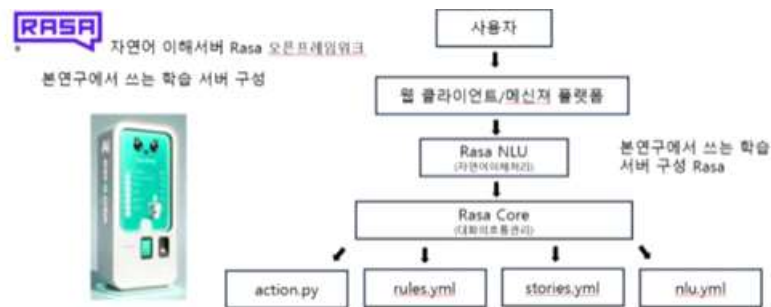 RASA
자연어 이해서버 Rasa 오픈프레임워크
본연구에서 쓰는 학습 서버 구성
사용자
웹 클라이언트/메신져 플랫폼
Rasa NLU
(자연어이해처리)
본연구에서 쓰는 학습
서버 구성 Rasa
Rasa Core
(대화의흐름관리)
action.py
rules.yml
stories.yml
nlu.yml